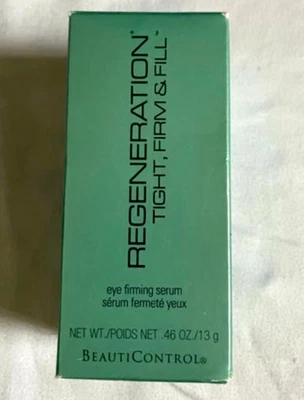 REGENERATION®
TIGHT, FIRM & FILL™
eye firming serum
sérum fermeté yeux
NET WT./POIDS NET .46 OZ./13 g
BEAUTICONTROL®